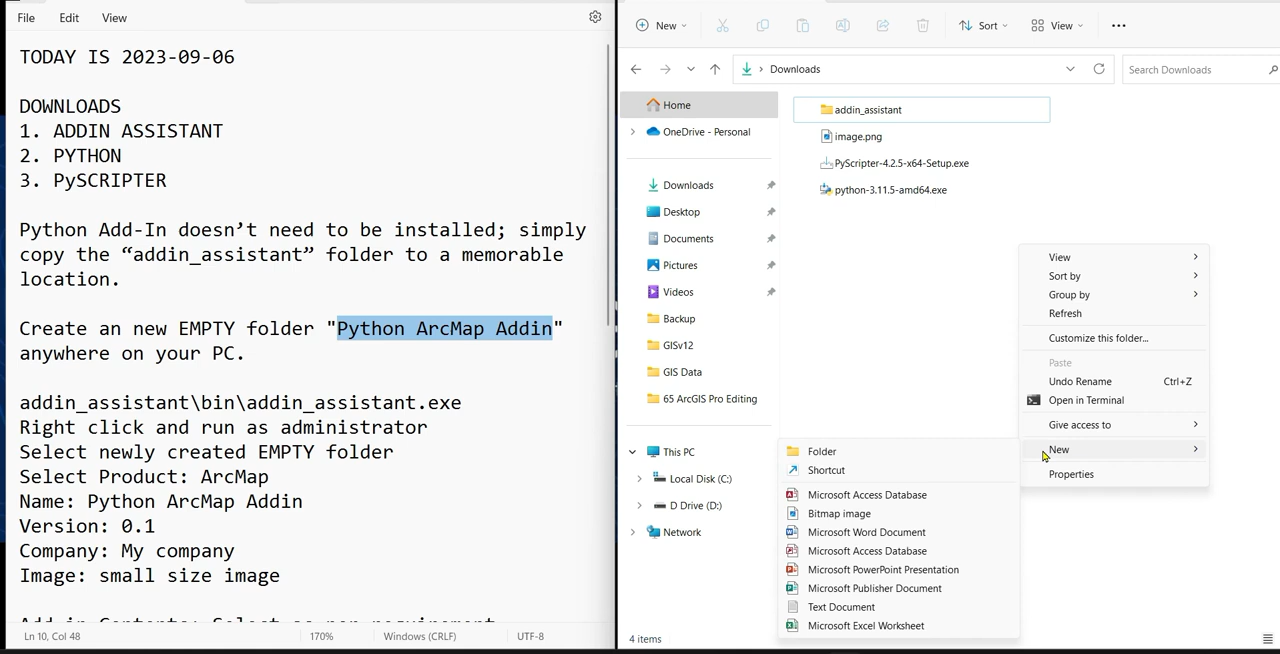 File Edit View
TODAY IS 2023-09-06
DOWNLOADS
1. ADDIN ASSISTANT
2. PYTHON
3. PySCRIPTER
Python Add-In doesn’t need to be installed; simply
copy the “addin_assistant” folder to a memorable
location.
Create an new EMPTY folder "Python ArcMap Addin"
anywhere on your PC.
addin_assistant\bin\addin_assistant.exe
Right click and run as administrator
Select newly created EMPTY folder
Select Product: ArcMap
Name: Python ArcMap Addin
Version: 0.1
Company: My company
Image: small size image
Add-in Contents: Select as per requirement
Ln 10, Col 48 170% Windows (CRLF) UTF-8
New Sort View
Downloads
Search Downloads
Home
OneDrive - Personal
Downloads
Desktop
Documents
Pictures
Videos
Backup
GISv12
GIS Data
65 ArcGIS Pro Editing
This PC
Local Disk (C:)
D Drive (D:)
Network
4 items
addin_assistant
image.png
PyScripter-4.2.5-x64-Setup.exe
python-3.11.5-amd64.exe
View
Sort by
Group by
Refresh
Customize this folder...
Paste
Undo Rename Ctrl+Z
Open in Terminal
Give access to
New
Properties
Folder
Shortcut
Microsoft Access Database
Bitmap image
Microsoft Word Document
Microsoft Access Database
Microsoft PowerPoint Presentation
Microsoft Publisher Document
Text Document
Microsoft Excel Worksheet